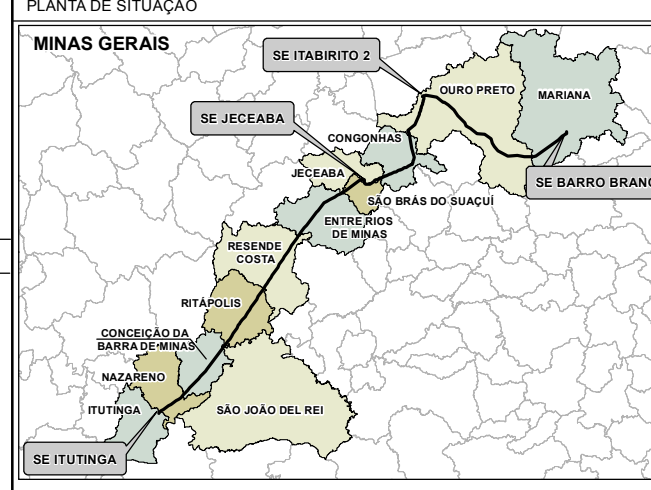 PLANTA DE SITUAÇÃO
MINAS GERAIS
SE ITABIRITO 2
OURO PRETO
MARIANA
SE JECEABA
CONGONHAS
JECEABA
SE BARRO BRANCO
SÃO BRÁS DO SUAÇUÍ
ENTRE RIOS
DE MINAS
RESENDE
COSTA
RITÁPOLIS
CONCEIÇÃO DA
BARRA DE MINAS
NAZARENO
ITUTINGA
SÃO JOÃO DEL REI
SE ITUTINGA